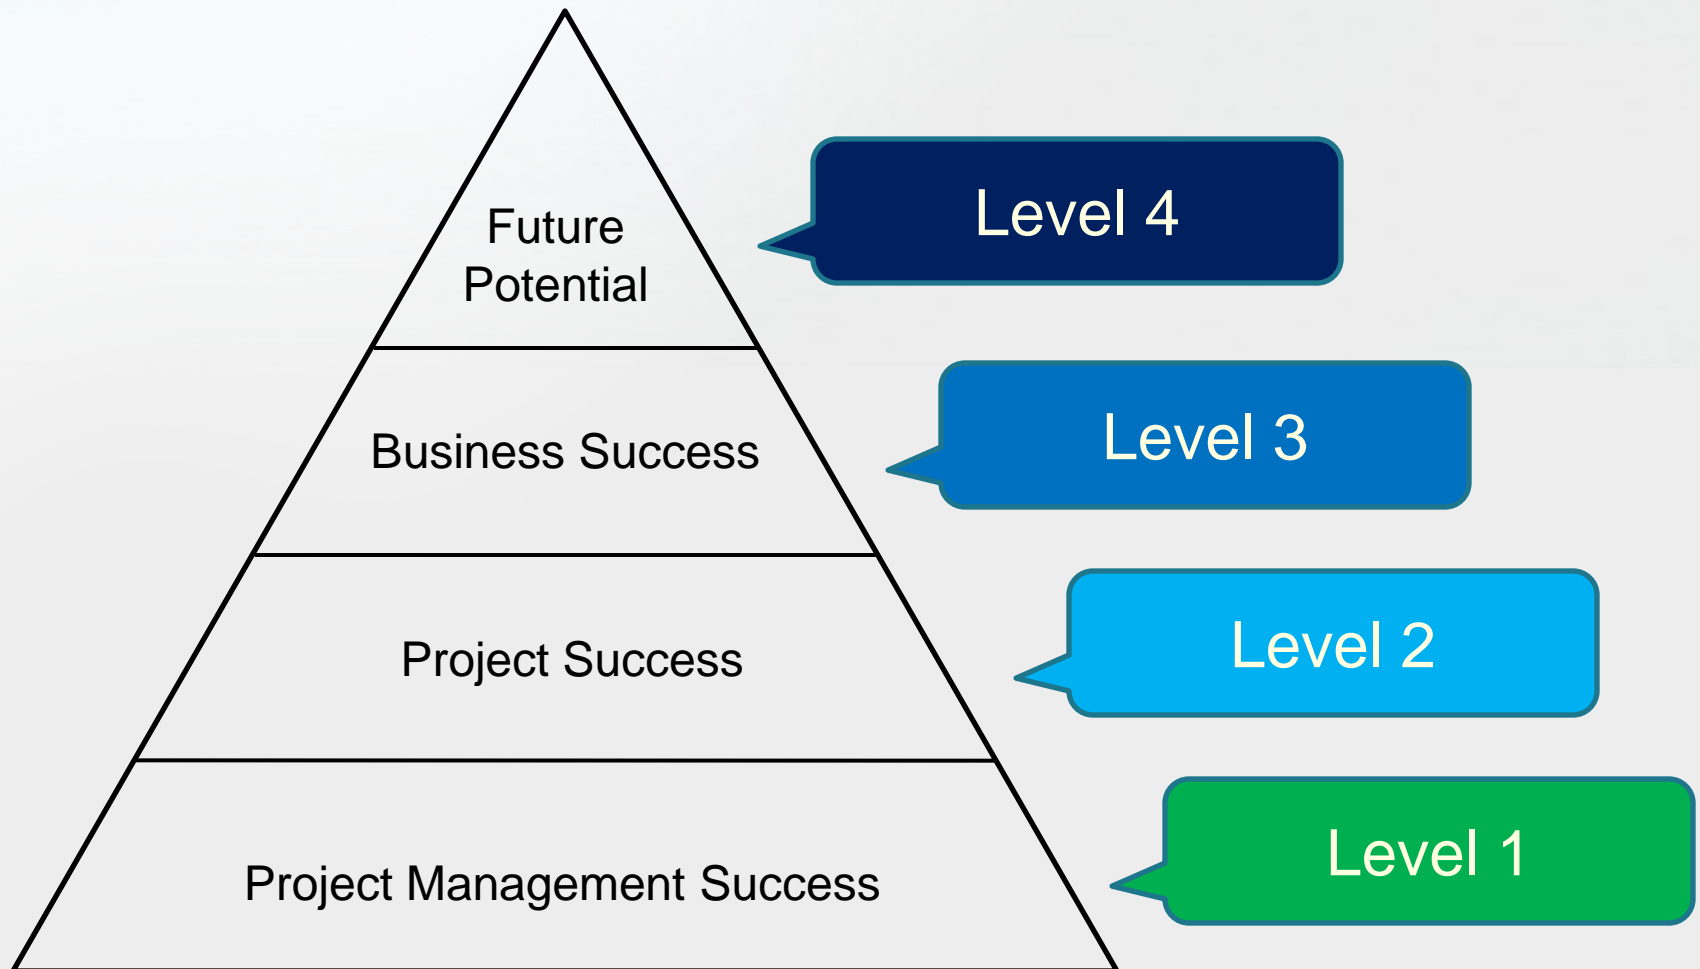 Future
Potential
Level 4
Business Success
Level 3
Project Success
Level 2
Project Management Success
Level 1